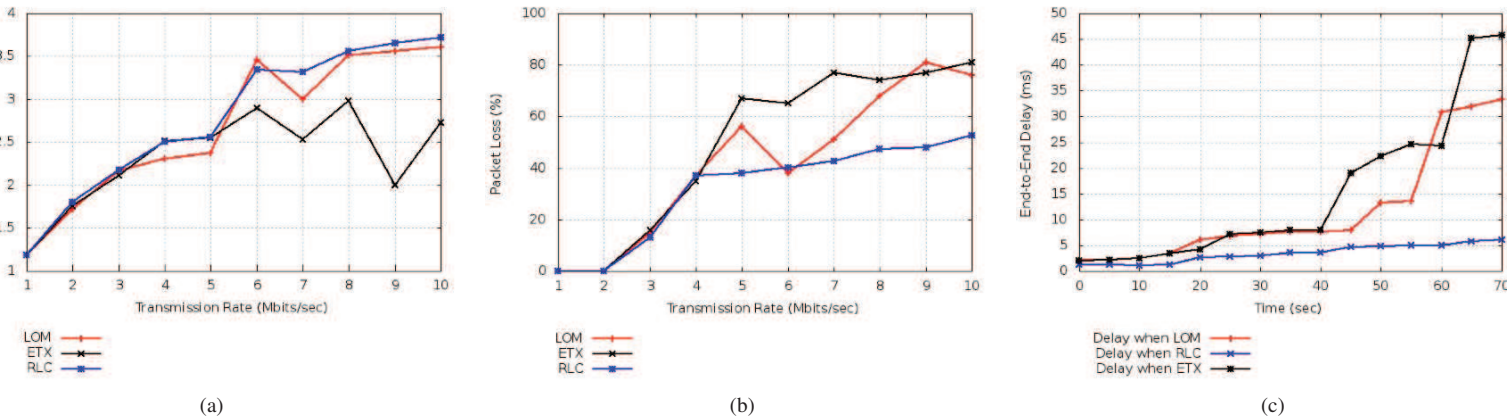 4
3.5
3
2.5
2
1.5
1
1 2 3 4 5 6 7 8 9 10
Transmission Rate (Mbits/sec)
LOM
ETX
RLC
(a)
100
80
60
40
20
0
Packet Loss (%)
1 2 3 4 5 6 7 8 9 10
Transmission Rate (Mbits/sec)
LOM
ETX
RLC
(b)
50
45
40
35
30
25
20
15
10
5
0
End-to-End Delay (ms)
0 10 20 30 40 50 60 70
Time (sec)
Delay when LOM
Delay when RLC
Delay when ETX
(c)